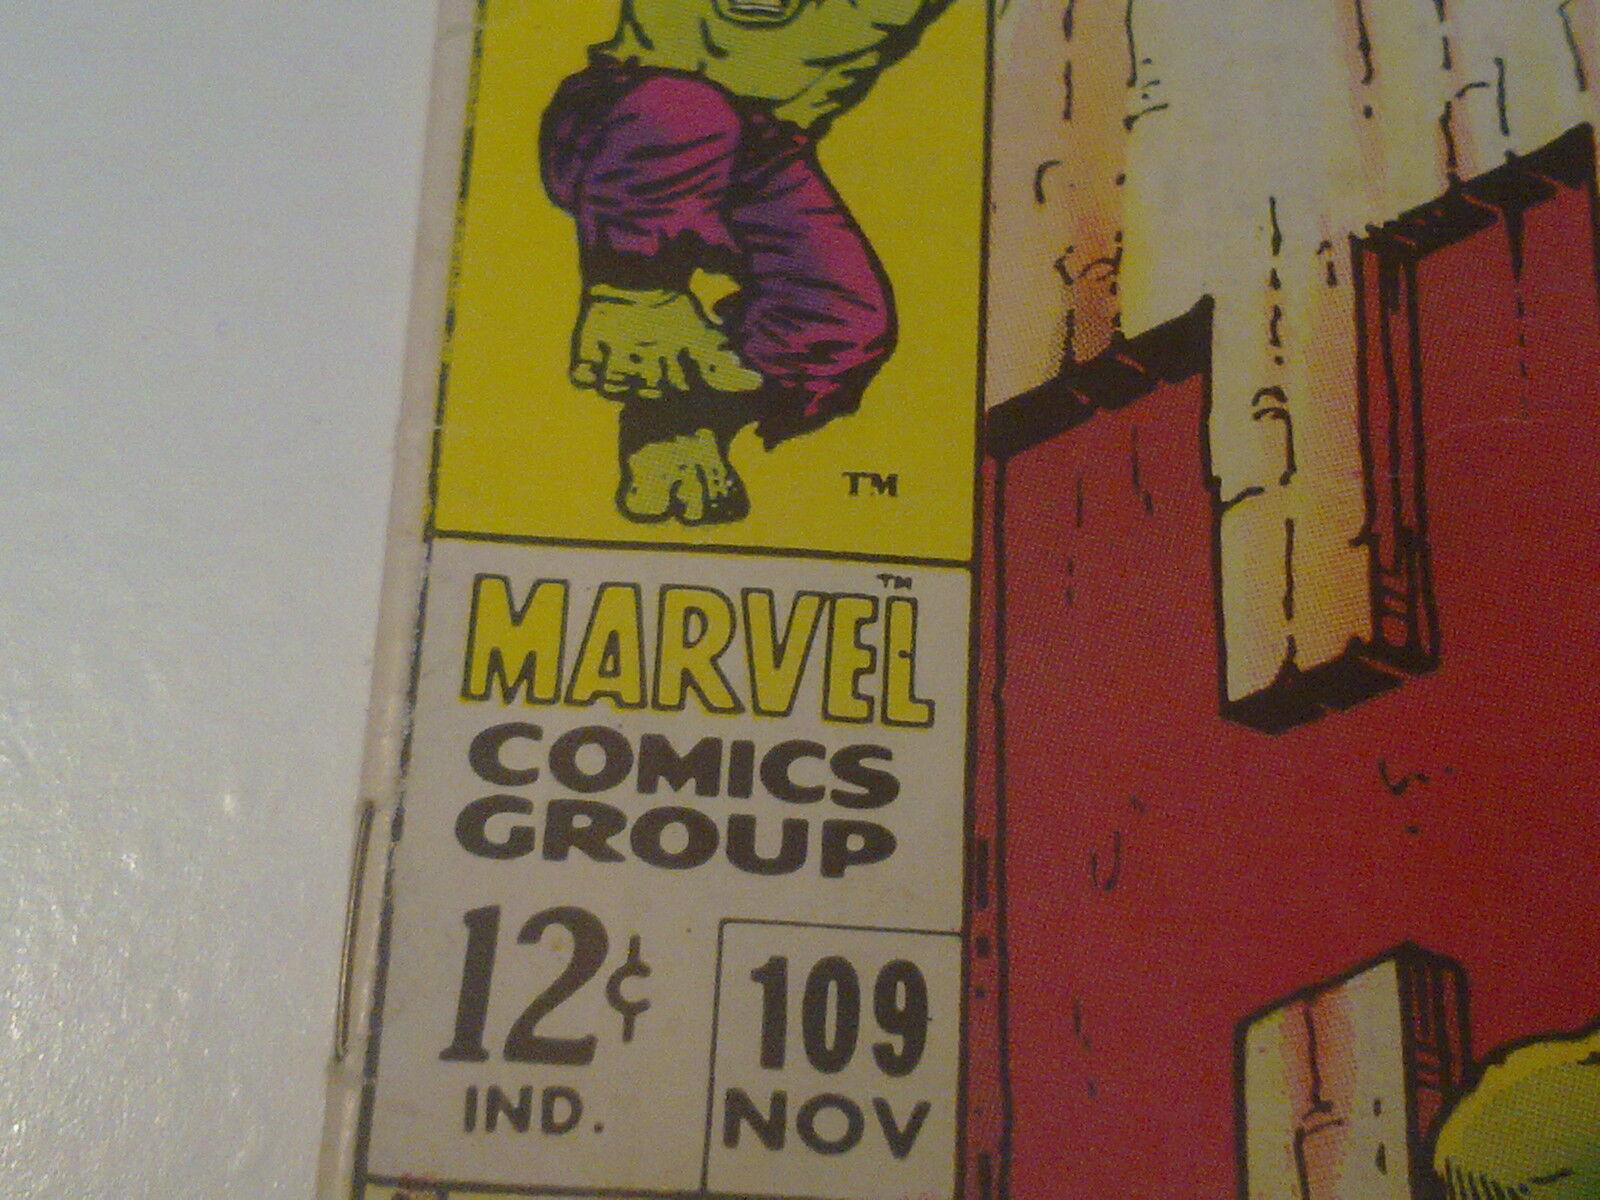 TM
MARVEL TM
COMICS
GROUP
12¢
IND.
109
NOV